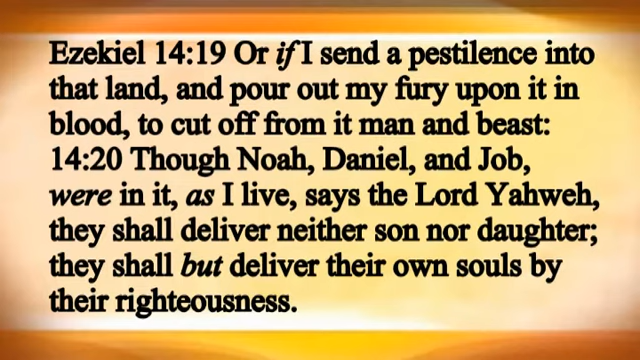 Ezekiel 14:19 Or if I send a pestilence into
that land, and pour out my fury upon it in
blood, to cut off from it man and beast:
14:20 Though Noah, Daniel, and Job,
were in it, as I live, says the Lord Yahweh,
they shall deliver neither son nor daughter;
they shall but deliver their own souls by
their righteousness.